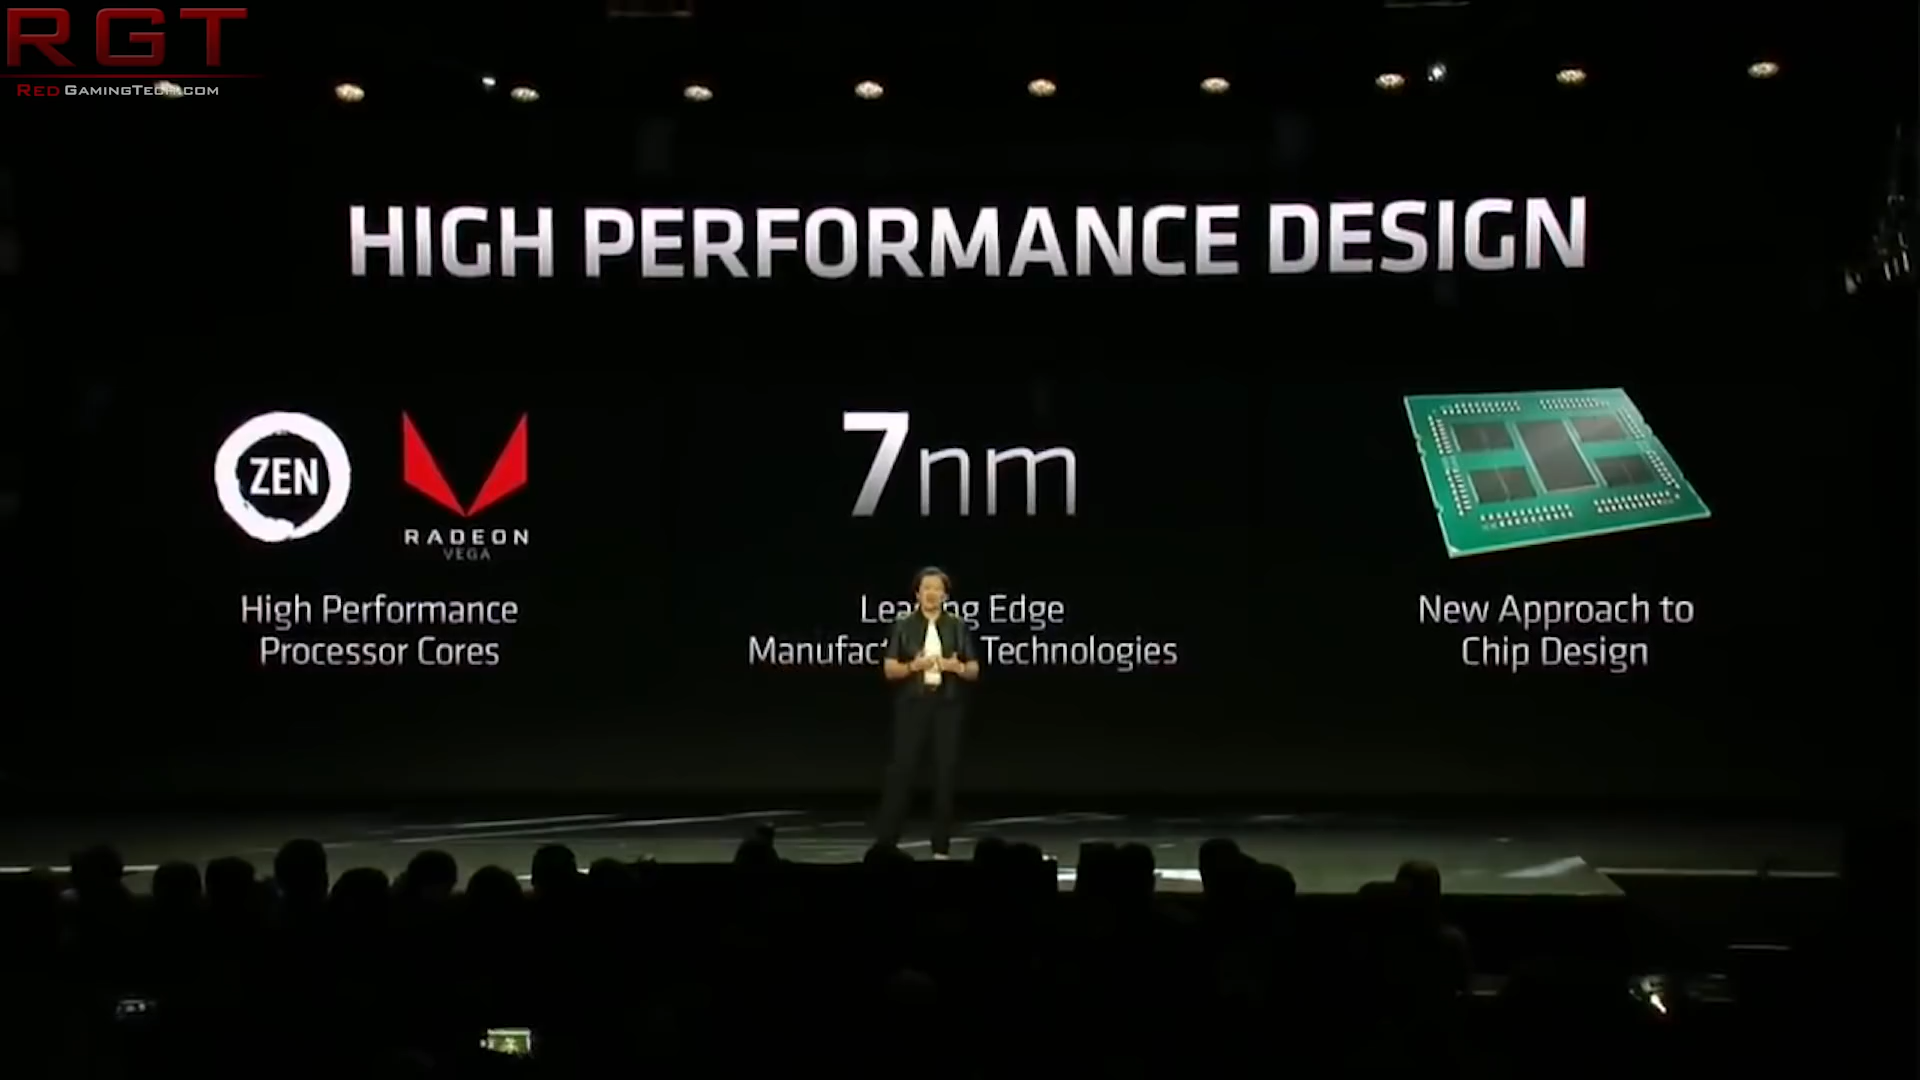 RGT
RedGamingTech.com
HIGH PERFORMANCE DESIGN
ZEN
RADEON
VEGA
7nm
High Performance
Processor Cores
Edge
Technologies
New Approach to
Chip Design